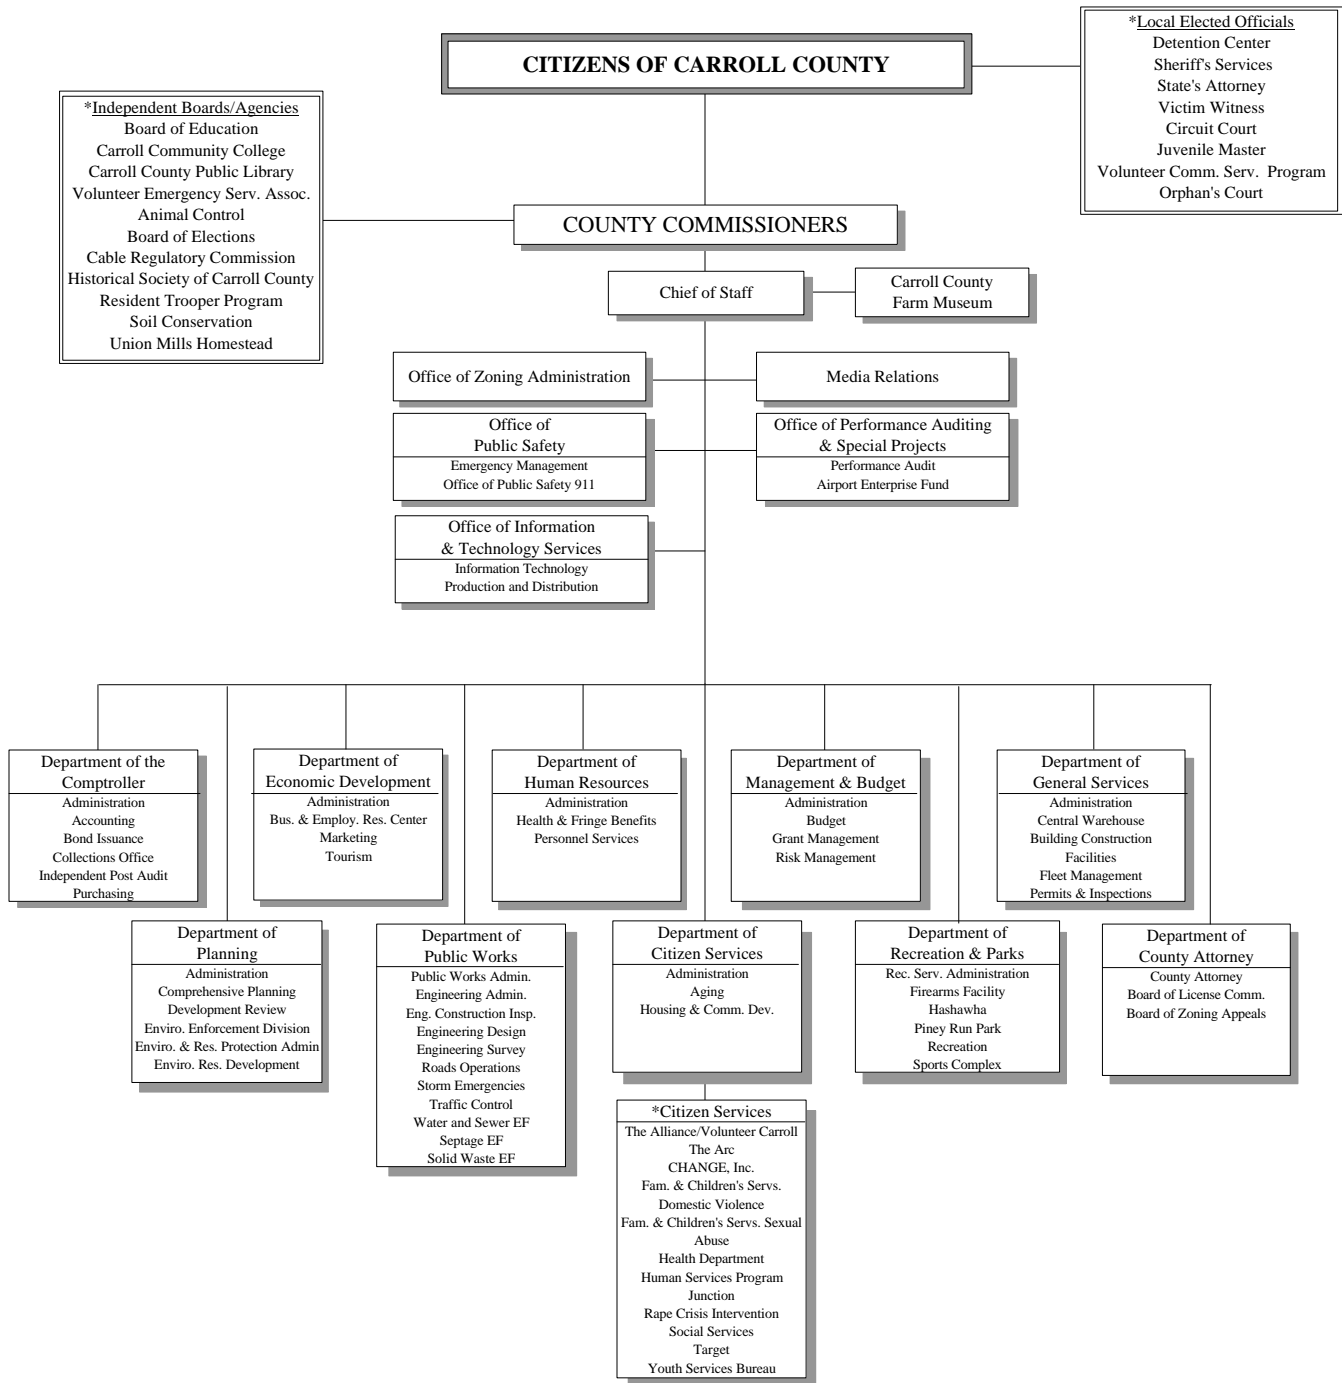 CITIZENS OF CARROLL COUNTY
*Local Elected Officials
Detention Center
Sheriff's Services
State's Attorney
Victim Witness
Circuit Court
Juvenile Master
Volunteer Comm. Serv. Program
Orphan's Court
*Independent Boards/Agencies
Board of Education
Carroll Community College
Carroll County Public Library
Volunteer Emergency Serv. Assoc.
Animal Control
Board of Elections
Cable Regulatory Commission
Historical Society of Carroll County
Resident Trooper Program
Soil Conservation
Union Mills Homestead
COUNTY COMMISSIONERS
Chief of Staff
Carroll County
Farm Museum
Office of Zoning Administration
Media Relations
Office of
Public Safety
Emergency Management
Office of Public Safety 911
Office of Performance Auditing
& Special Projects
Performance Audit
Airport Enterprise Fund
Office of Information
& Technology Services
Information Technology
Production and Distribution
Department of the
Comptroller
Administration
Accounting
Bond Issuance
Collections Office
Independent Post Audit
Purchasing
Department of
Economic Development
Administration
Bus. & Employ. Res. Center
Marketing
Tourism
Department of
Human Resources
Administration
Health & Fringe Benefits
Personnel Services
Department of
Management & Budget
Administration
Budget
Grant Management
Risk Management
Department of
General Services
Administration
Central Warehouse
Building Construction
Facilities
Fleet Management
Permits & Inspections
Department of
Planning
Administration
Comprehensive Planning
Development Review
Enviro. Enforcement Division
Enviro. & Res. Protection Admin
Enviro. Res. Development
Department of
Public Works
Public Works Admin.
Engineering Admin.
Eng. Construction Insp.
Engineering Design
Engineering Survey
Roads Operations
Storm Emergencies
Traffic Control
Water and Sewer EF
Septage EF
Solid Waste EF
Department of
Citizen Services
Administration
Aging
Housing & Comm. Dev.
Department of
Recreation & Parks
Rec. Serv. Administration
Firearms Facility
Hashawha
Piney Run Park
Recreation
Sports Complex
Department of
County Attorney
County Attorney
Board of License Comm.
Board of Zoning Appeals
*Citizen Services
The Alliance/Volunteer Carroll
The Arc
CHANGE, Inc.
Fam. & Children's Servs.
Domestic Violence
Fam. & Children's Servs. Sexual
Abuse
Health Department
Human Services Program
Junction
Rape Crisis Intervention
Social Services
Target
Youth Services Bureau